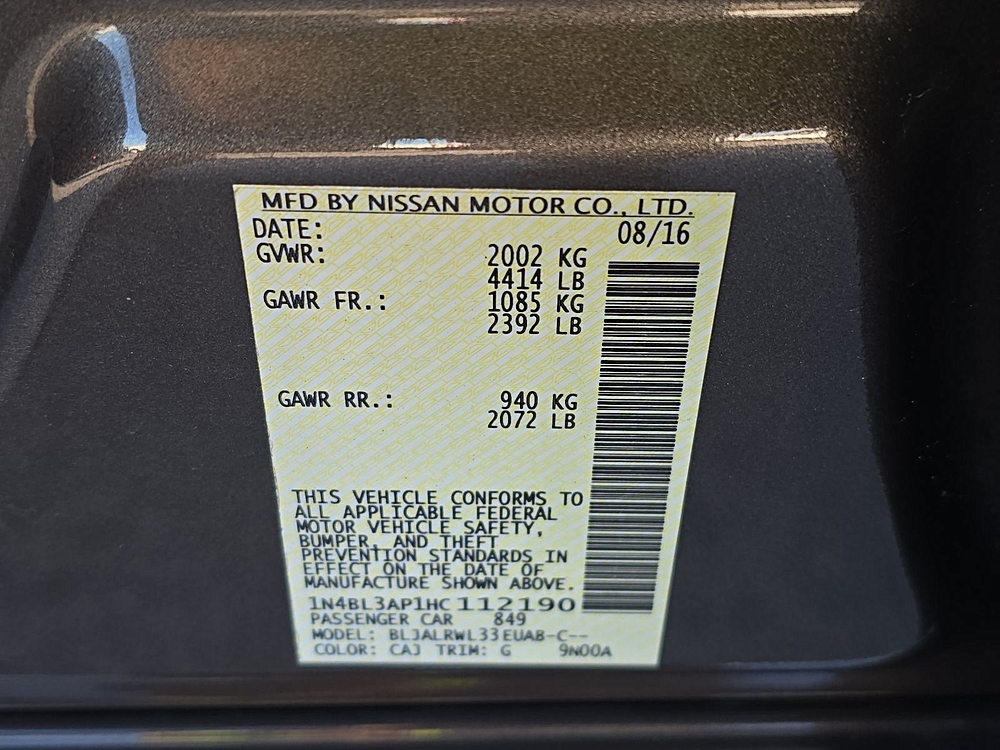 MFD BY NISSAN MOTOR CO., LTD.
DATE: 08/16
GVWR: 2002 KG
4414 LB
GAWR FR.: 1085 KG
2392 LB
GAWR RR.: 940 KG
2072 LB
THIS VEHICLE CONFORMS TO
ALL APPLICABLE FEDERAL
MOTOR VEHICLE SAFETY,
BUMPER, AND THEFT
PREVENTION STANDARDS IN
EFFECT ON THE DATE OF
MANUFACTURE SHOWN ABOVE.
1N4BL3AP1HC112190
PASSENGER CAR 849
MODEL: BLJALRWL33EUAB-C--
COLOR: CAJ TRIM: G 9N00A